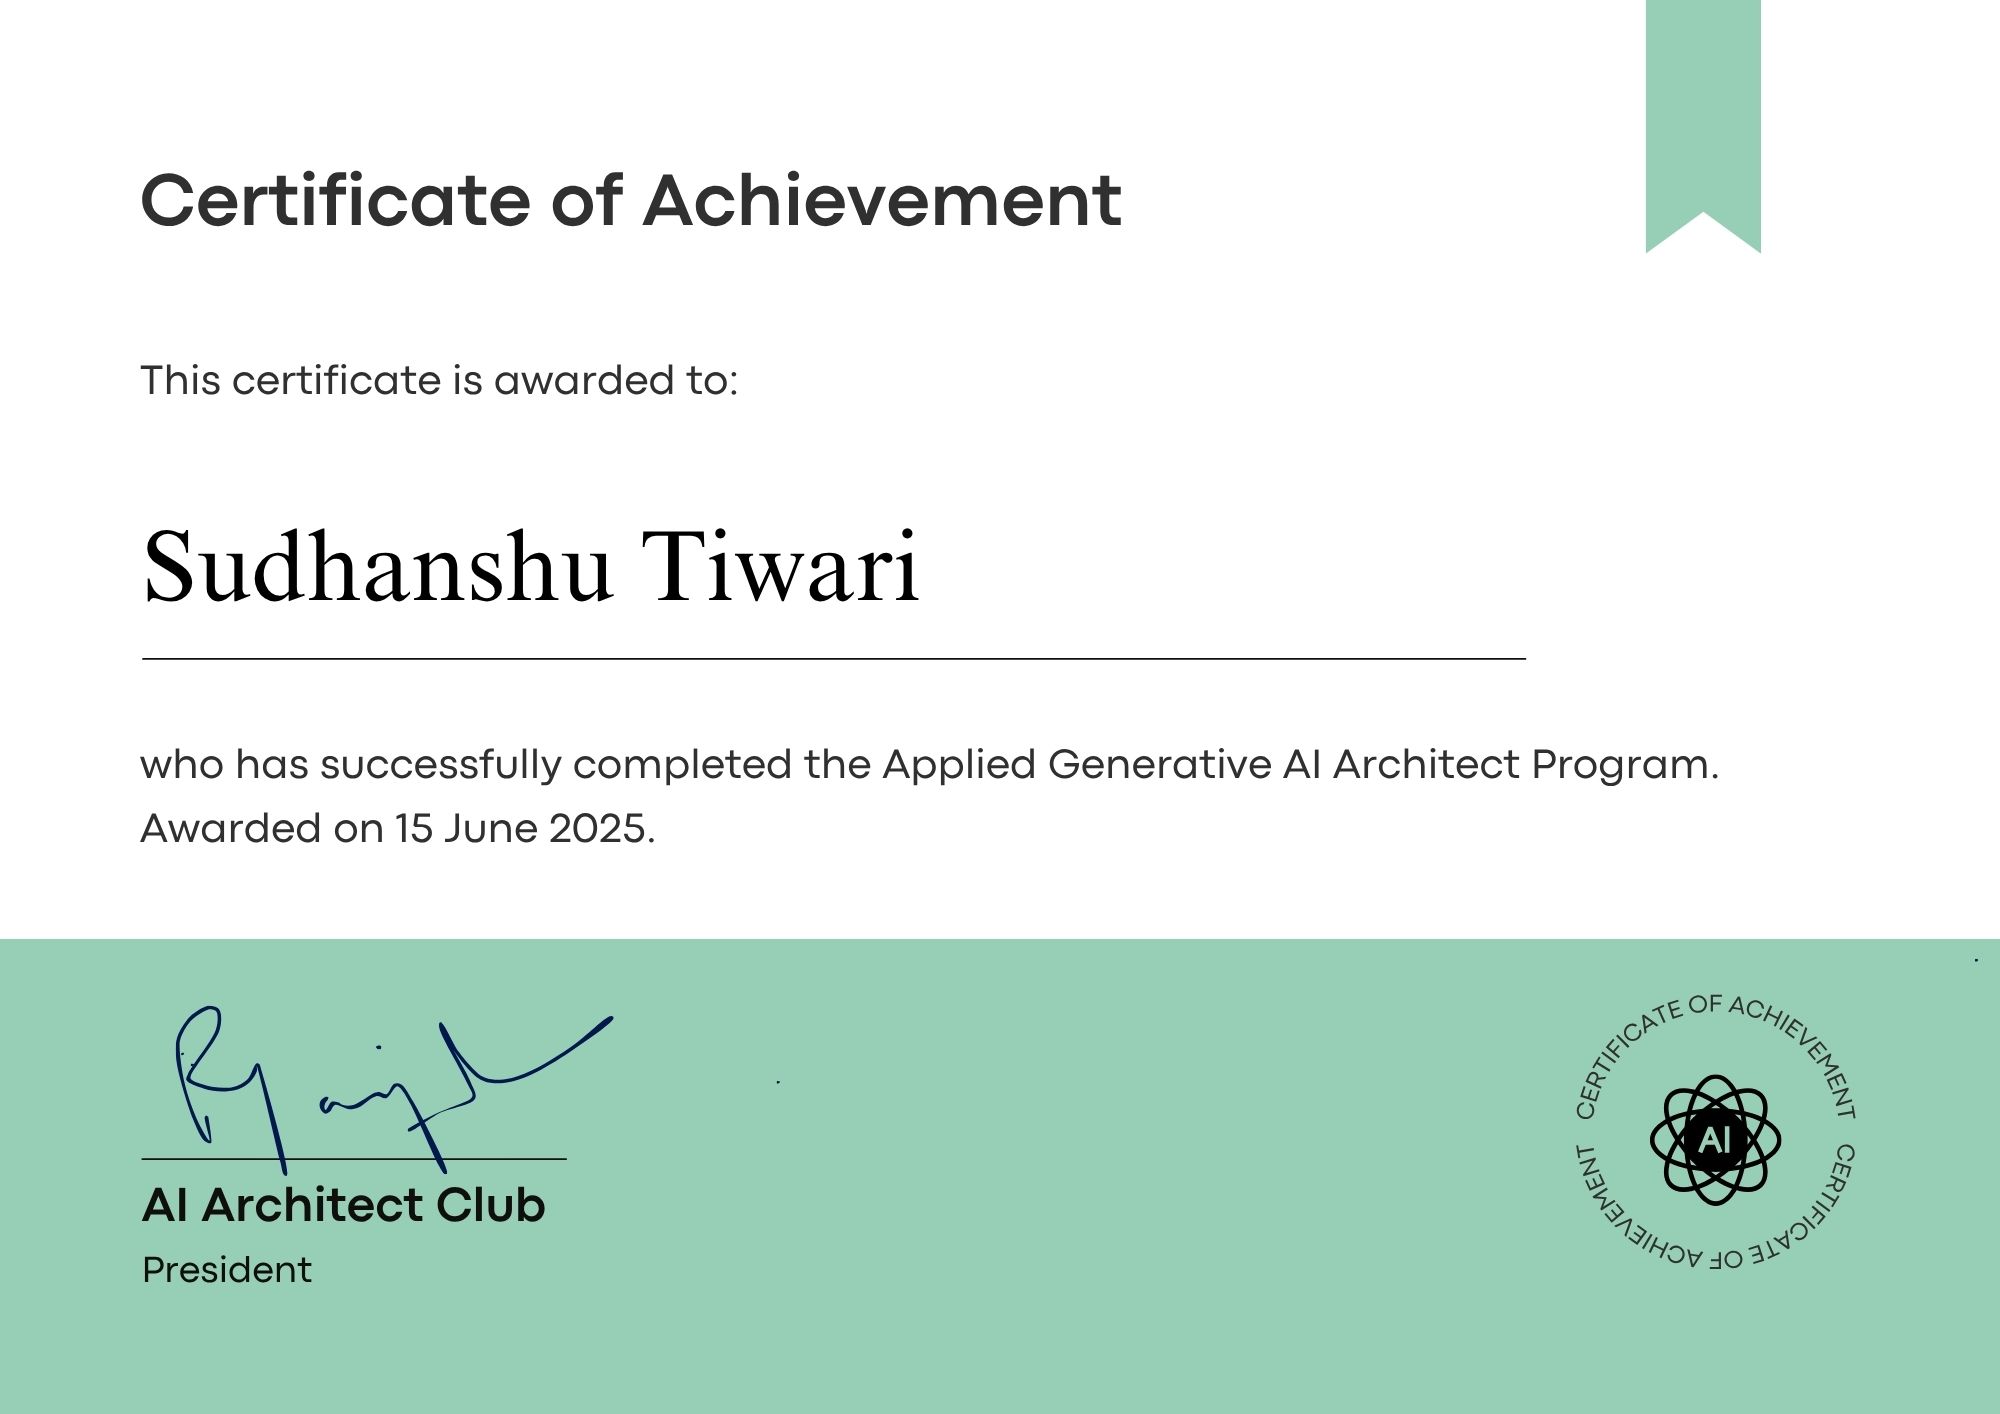 Certificate of Achievement
This certificate is awarded to:
Sudhanshu Tiwari
who has successfully completed the Applied Generative AI Architect Program.
Awarded on 15 June 2025.
AI Architect Club
President
CERTIFICATE OF ACHIEVEMENT
CERTIFICATE OF ACHIEVEMENT
AI